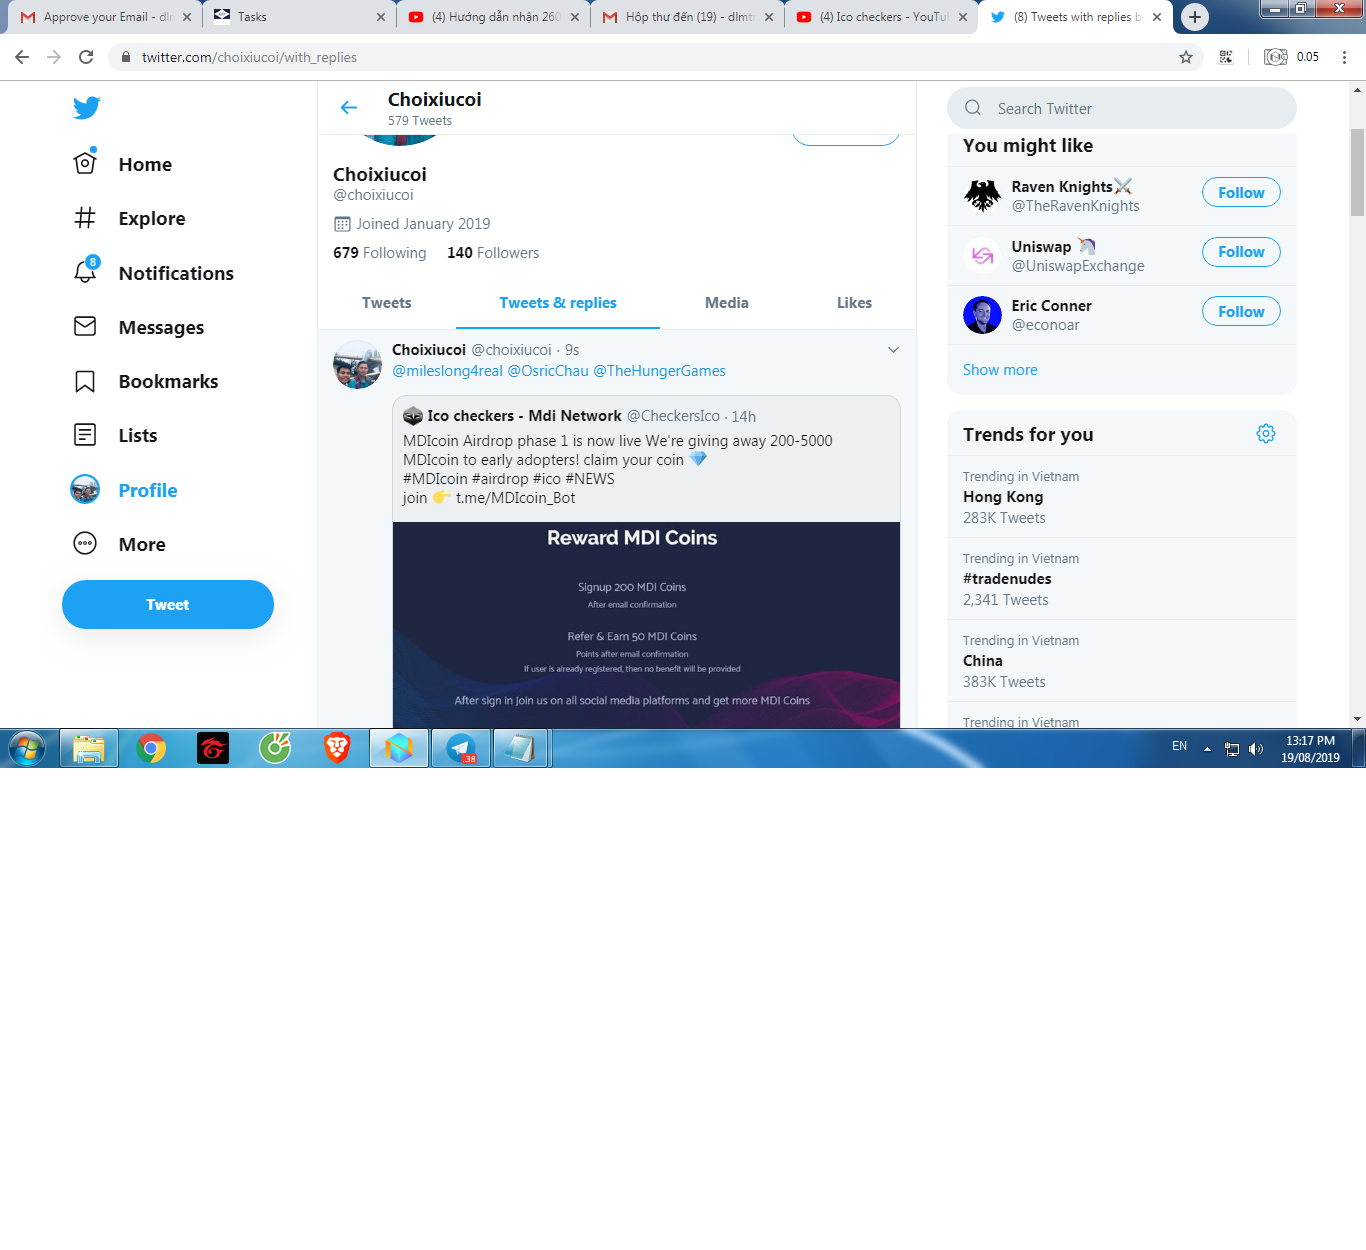 Approve your Email - dlm
Tasks
(4) Hướng dẫn nhận 260
Hộp thư đến (19) - dlmt
(4) Ico checkers - YouTu
(8) Tweets with replies b
twitter.com/choixiucoi/with_replies
0.05
Home
Explore
8
Notifications
Messages
Bookmarks
Lists
Profile
More
Tweet
Choixiucoi
579 Tweets
Choixiucoi
@choixiucoi
Joined January 2019
679 Following 140 Followers
Tweets Tweets & replies Media Likes
Choixiucoi @choixiucoi · 9s
@mileslong4real @OsricChau @TheHungerGames
Ico checkers - Mdi Network @CheckersIco · 14h
MDIcoin Airdrop phase 1 is now live We're giving away 200-5000
MDIcoin to early adopters! claim your coin 💎
#MDIcoin #airdrop #ico #NEWS
join 👉 t.me/MDIcoin_Bot
Reward MDI Coins
Signup 200 MDI Coins
After email confirmation
Refer & Earn 50 MDI Coins
Points after email confirmation
If user is already registered, then no benefit will be provided
After sign in Join us on all social media platforms and get more MDI Coins
Search Twitter
You might like
Raven Knights⚔️
@TheRavenKnights
Follow
Uniswap 🦄
@UniswapExchange
Follow
Eric Conner
@econoar
Follow
Show more
Trends for you
Trending in Vietnam
Hong Kong
283K Tweets
Trending in Vietnam
#tradenudes
2,341 Tweets
Trending in Vietnam
China
383K Tweets
Trending in Vietnam
.38
EN
13:17 PM
19/08/2019